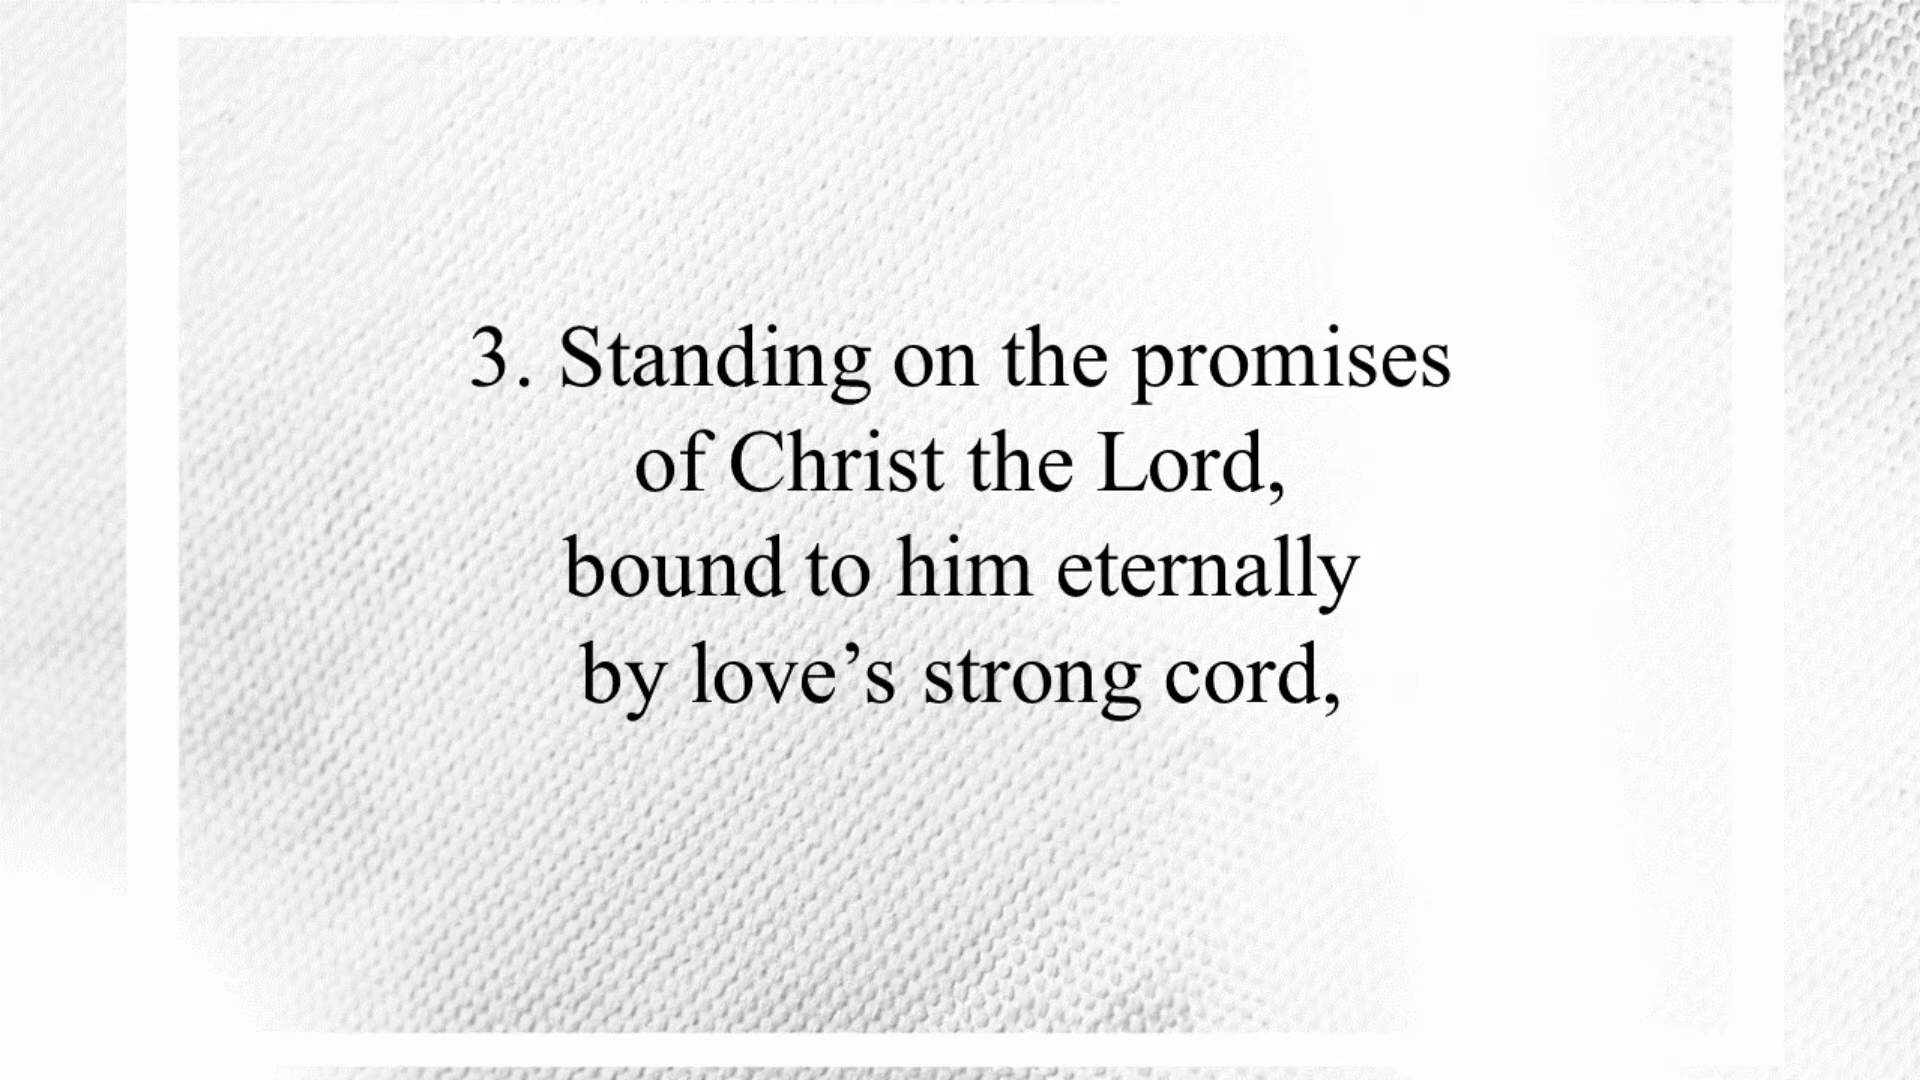 3. Standing on the promises
of Christ the Lord,
bound to him eternally
by love’s strong cord,